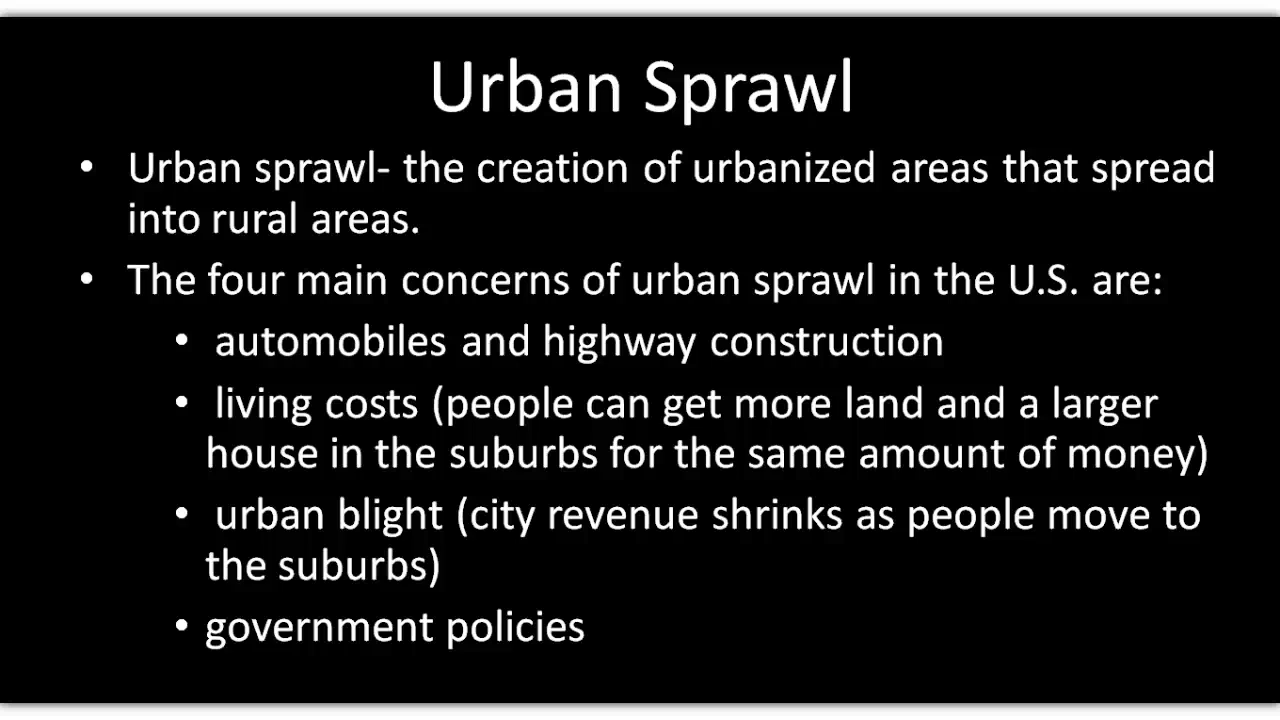 Urban Sprawl
• Urban sprawl- the creation of urbanized areas that spread
into rural areas.
• The four main concerns of urban sprawl in the U.S. are:
• automobiles and highway construction
• living costs (people can get more land and a larger
house in the suburbs for the same amount of money)
• urban blight (city revenue shrinks as people move to
the suburbs)
• government policies